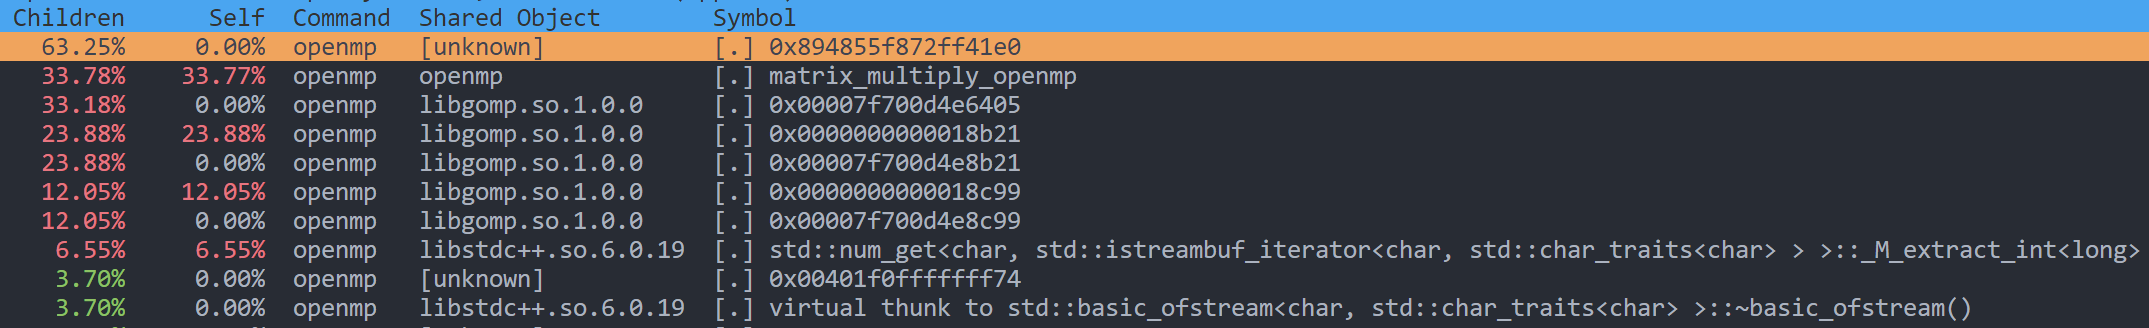 Children Self Command Shared Object Symbol
63.25% 0.00% openmp [unknown] [.] 0x894855f872ff41e0
33.78% 33.77% openmp openmp [.] matrix_multiply_openmp
33.18% 0.00% openmp libgomp.so.1.0.0 [.] 0x00007f700d4e6405
23.88% 23.88% openmp libgomp.so.1.0.0 [.] 0x0000000000018b21
23.88% 0.00% openmp libgomp.so.1.0.0 [.] 0x00007f700d4e8b21
12.05% 12.05% openmp libgomp.so.1.0.0 [.] 0x0000000000018c99
12.05% 0.00% openmp libgomp.so.1.0.0 [.] 0x00007f700d4e8c99
6.55% 6.55% openmp libstdc++.so.6.0.19 [.] std::num_get<char, std::istreambuf_iterator<char, std::char_traits<char> > >::_M_extract_int<long>
3.70% 0.00% openmp [unknown] [.] 0x00401f0fffffff74
3.70% 0.00% openmp libstdc++.so.6.0.19 [.] virtual thunk to std::basic_ofstream<char, std::char_traits<char> >::~basic_ofstream()